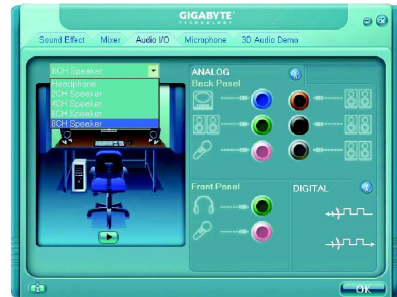 GIGABYTE
TECHNOLOGY
Sound Effect Mixer Audio I/O Microphone 3D Audio Demo
8CH Speaker
Headphone
2CH Speaker
4CH Speaker
6CH Speaker
8CH Speaker
ANALOG
Back Panel
Front Panel
DIGITAL
OK